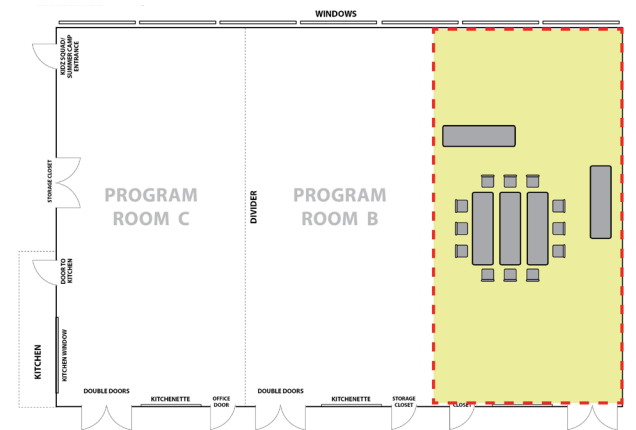 WINDOWS
KIDZ SQUAD/
SUMMER CAMP
ENTRANCE
STORAGE CLOSET
PROGRAM
ROOM C
DIVIDER
PROGRAM
ROOM B
DOOR TO
KITCHEN
KITCHEN
KITCHEN WINDOW
DOUBLE DOORS
KITCHENETTE
OFFICE
DOOR
DOUBLE DOORS
KITCHENETTE
STORAGE
CLOSET
CLOSET